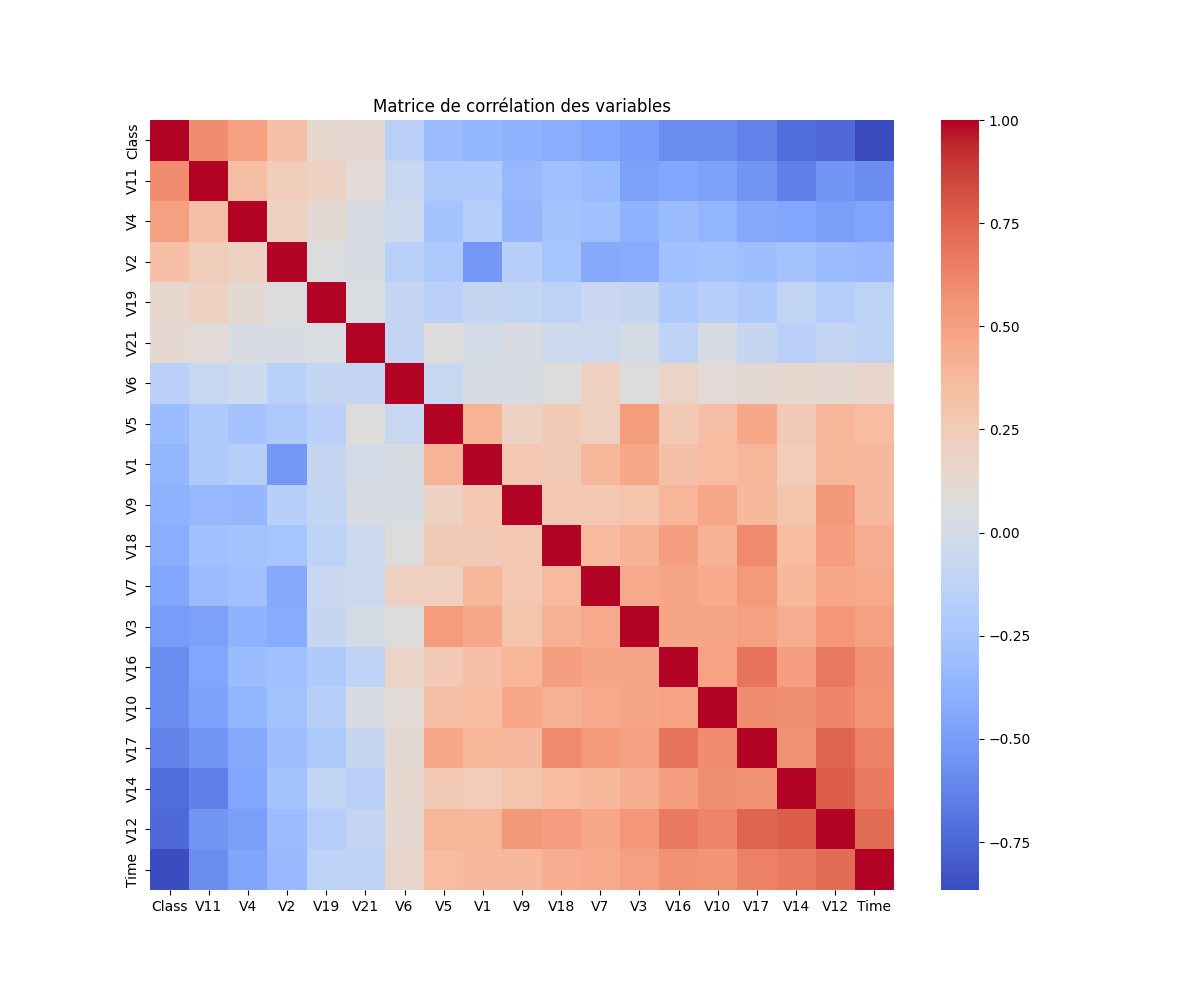 Matrice de corrélation des variables
Class
V11
V4
V2
V19
V21
V6
V5
V1
V9
V18
V7
V3
V16
V10
V17
V14
V12
Time
Class V11 V4 V2 V19 V21 V6 V5 V1 V9 V18 V7 V3 V16 V10 V17 V14 V12 Time
1.00
0.75
0.50
0.25
0.00
−0.25
−0.50
−0.75